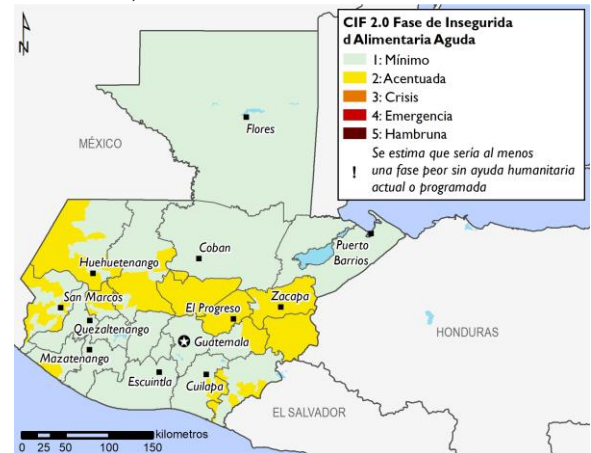 CIF 2.0 Fase de Insegurida
d Alimentaria Aguda
1: Mínimo
2: Acentuada
3: Crisis
4: Emergencia
5: Hambruna
Se estima que sería al menos
! una fase peor sin ayuda humanitaria
actual o programada
N
MÉXICO
Flores
Coban
Puerto
Barrios
Huehuetenango
San Marcos
Quezaltenango
El Progreso
Zacapa
Guatemala
Mazatenango
Escuintla
Cuilapa
HONDURAS
EL SALVADOR
kilometros
0 25 50 100 150